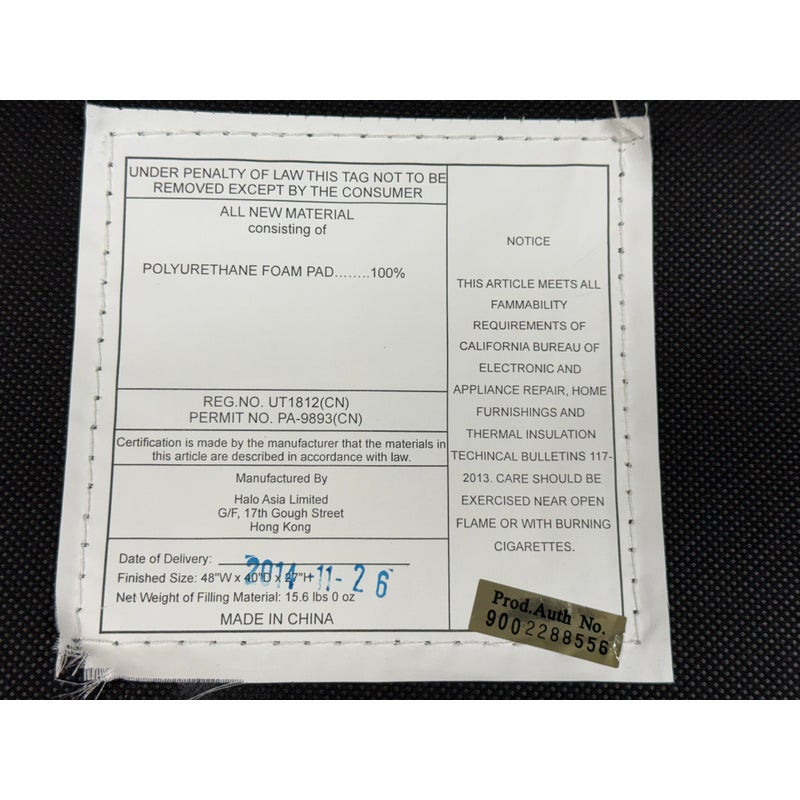 UNDER PENALTY OF LAW THIS TAG NOT TO BE
REMOVED EXCEPT BY THE CONSUMER
ALL NEW MATERIAL
consisting of
POLYURETHANE FOAM PAD........100%
REG.NO. UT1812(CN)
PERMIT NO. PA-9893(CN)
Certification is made by the manufacturer that the materials in
this article are described in accordance with law.
Manufactured By
Halo Asia Limited
G/F, 17th Gough Street
Hong Kong
Date of Delivery:
2014-11-26
Finished Size: 48"W x 40"D x 27"H
Net Weight of Filling Material: 15.6 lbs 0 oz
MADE IN CHINA
NOTICE
THIS ARTICLE MEETS ALL
FAMMABILITY
REQUIREMENTS OF
CALIFORNIA BUREAU OF
ELECTRONIC AND
APPLIANCE REPAIR, HOME
FURNISHINGS AND
THERMAL INSULATION
TECHINCAL BULLETINS 117-
2013. CARE SHOULD BE
EXERCISED NEAR OPEN
FLAME OR WITH BURNING
CIGARETTES.
Prod.Auth No.
9002288556